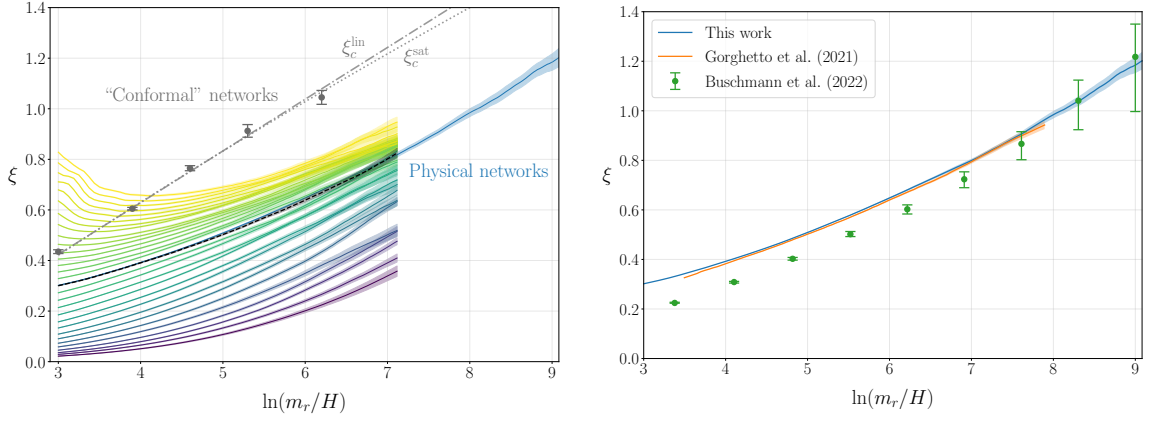 1.4
1.2
1.0
0.8
0.6
0.4
0.2
0.0
ξ
3 4 5 6 7 8 9
ln(m_r/H)
ξ_c^lin
ξ_c^sat
“Conformal” networks
Physical networks
1.4
1.2
1.0
0.8
0.6
0.4
0.2
0.0
ξ
3 4 5 6 7 8 9
ln(m_r/H)
This work
Gorghetto et al. (2021)
Buschmann et al. (2022)